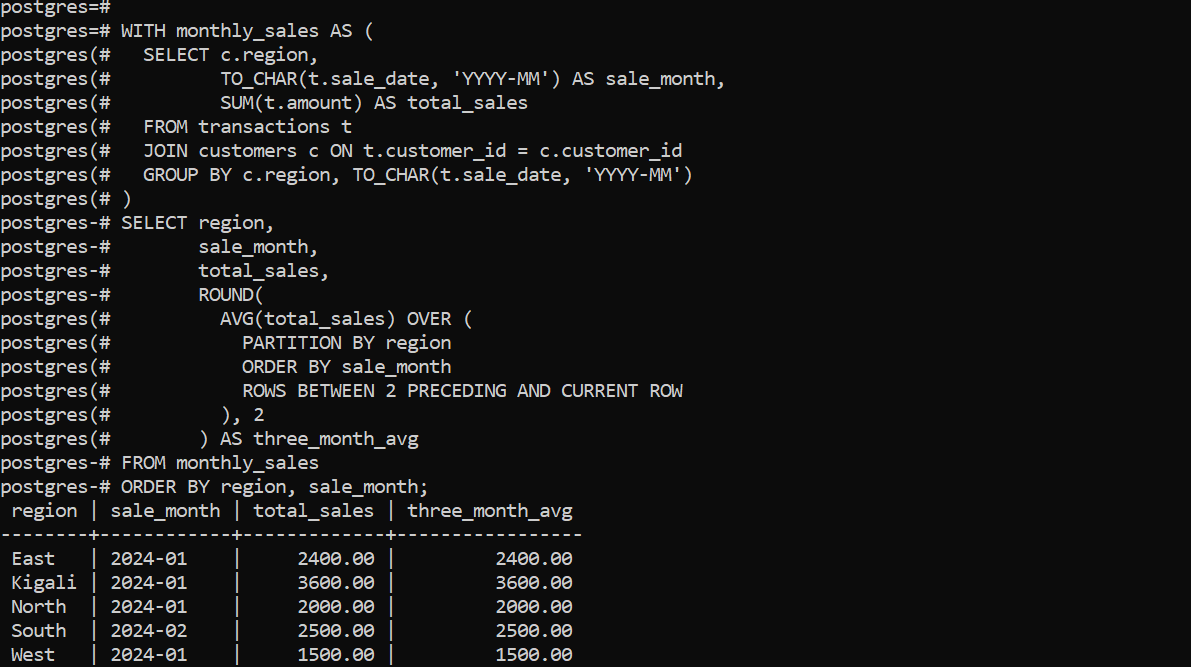 postgres=#
postgres=# WITH monthly_sales AS (
postgres(#   SELECT c.region,
postgres(#          TO_CHAR(t.sale_date, 'YYYY-MM') AS sale_month,
postgres(#          SUM(t.amount) AS total_sales
postgres(#   FROM transactions t
postgres(#   JOIN customers c ON t.customer_id = c.customer_id
postgres(#   GROUP BY c.region, TO_CHAR(t.sale_date, 'YYYY-MM')
postgres(# )
postgres-# SELECT region,
postgres-#        sale_month,
postgres-#        total_sales,
postgres-#        ROUND(
postgres(#          AVG(total_sales) OVER (
postgres(#            PARTITION BY region
postgres(#            ORDER BY sale_month
postgres(#            ROWS BETWEEN 2 PRECEDING AND CURRENT ROW
postgres(#          ), 2
postgres(#        ) AS three_month_avg
postgres-# FROM monthly_sales
postgres-# ORDER BY region, sale_month;
 region | sale_month | total_sales | three_month_avg
--------+------------+-------------+-----------------
 East   | 2024-01    |     2400.00 |         2400.00
 Kigali | 2024-01    |     3600.00 |         3600.00
 North  | 2024-01    |     2000.00 |         2000.00
 South  | 2024-02    |     2500.00 |         2500.00
 West   | 2024-01    |     1500.00 |         1500.00